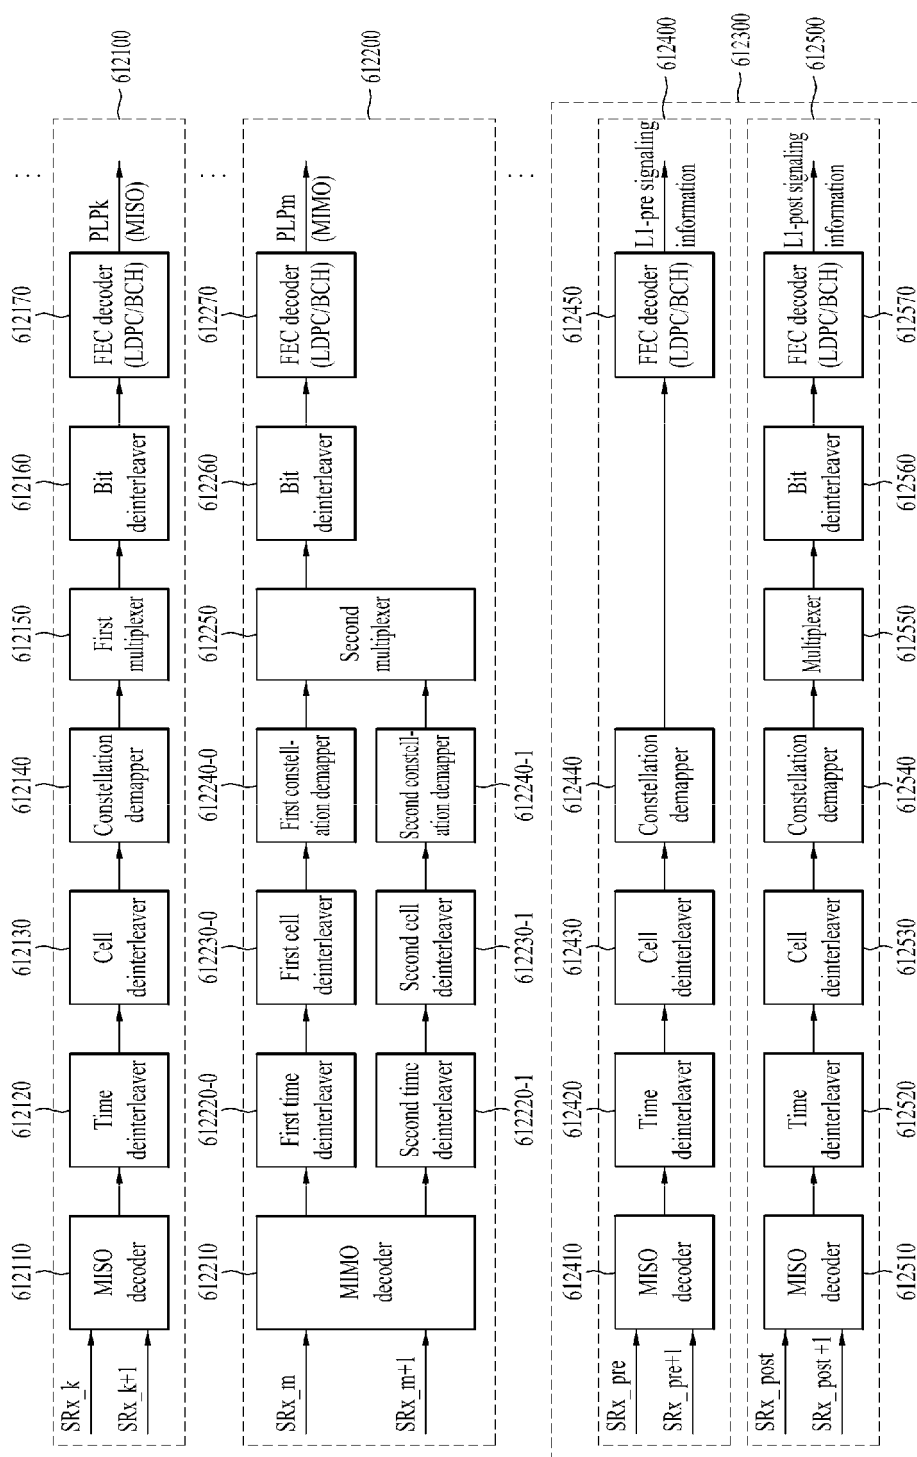 612100
612110
612120
612130
612140
612150
612160
612170
SRx_k
SRx_k+1
MISO
decoder
Time
deinterleaver
Cell
deinterleaver
Constellation
demapper
First
multiplexer
Bit
deinterleaver
FEC decoder
(LDPC/BCH)
PLPk
(MISO)
...
612200
612210
612220-0
612230-0
612240-0
612250
612260
612270
SRx_m
SRx_m+1
MIMO
decoder
First time
deinterleaver
First cell
deinterleaver
First constell-
ation demapper
Second
multiplexer
Bit
deinterleaver
FEC decoder
(LDPC/BCH)
PLPm
(MIMO)
...
Second time
deinterleaver
Second cell
deinterleaver
Second constell-
ation demapper
612220-1
612230-1
612240-1
...
612300
612400
612410
612420
612430
612440
612450
SRx_pre
SRx_pre+1
MISO
decoder
Time
deinterleaver
Cell
deinterleaver
Constellation
demapper
FEC decoder
(LDPC/BCH)
L1-pre signaling
information
612500
SRx_post
SRx_post +1
MISO
decoder
Time
deinterleaver
Cell
deinterleaver
Constellation
demapper
Multiplexer
Bit
deinterleaver
FEC decoder
(LDPC/BCH)
L1-post signaling
information
612510
612520
612530
612540
612550
612560
612570